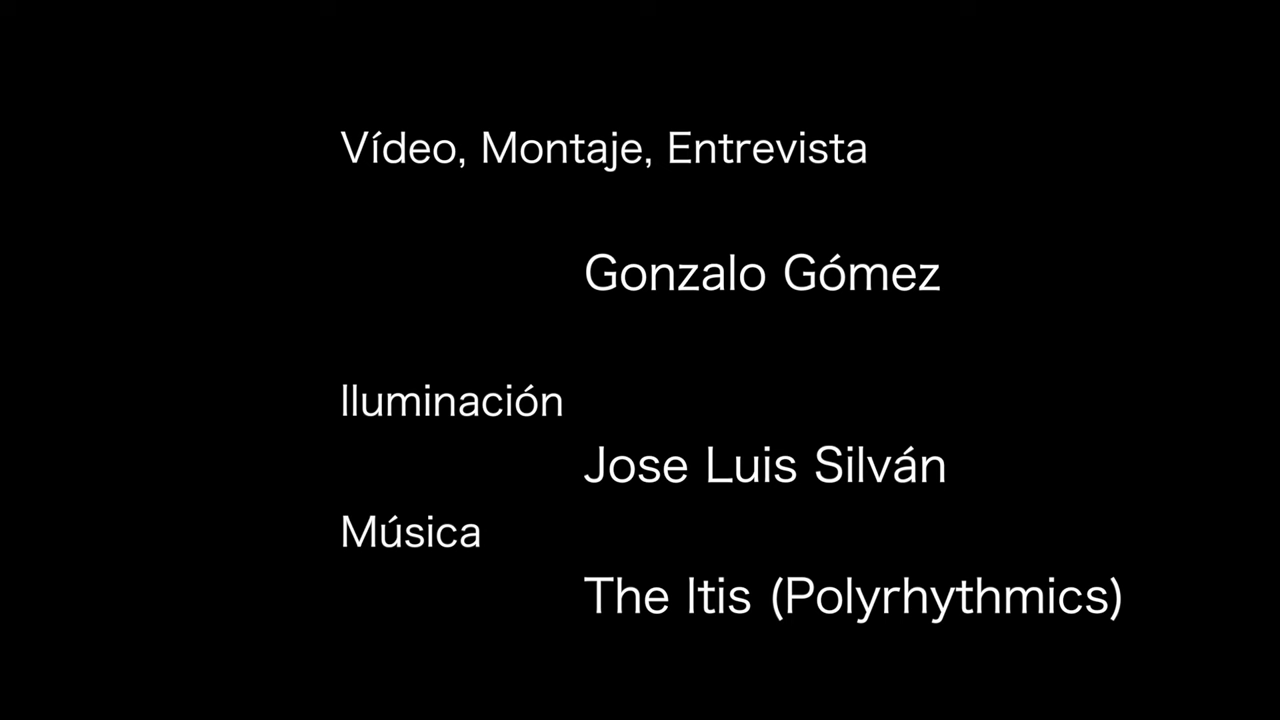 Vídeo, Montaje, Entrevista
Gonzalo Gómez
Iluminación
Jose Luis Silván
Música
The Itis (Polyrhythmics)